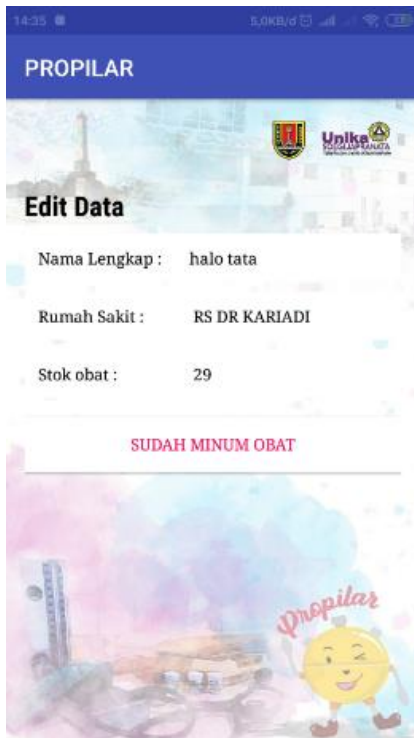 14:35 5,0KB/d
PROPILAR
Unika
SOEGIJAPRANATA
Edit Data
Nama Lengkap : halo tata
Rumah Sakit : RS DR KARIADI
Stok obat : 29
SUDAH MINUM OBAT
Propilar